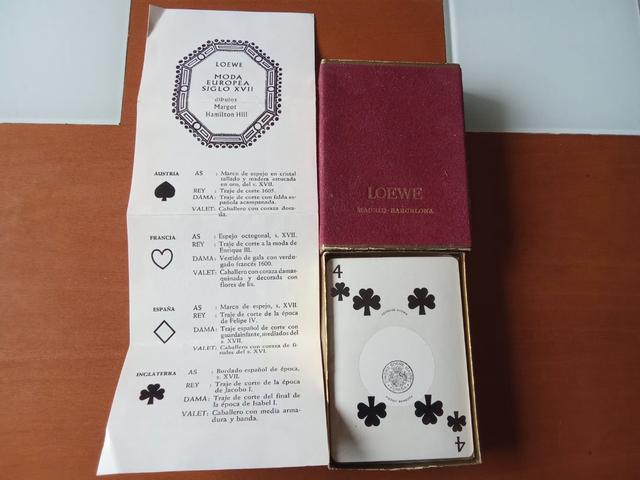 LOEWE
MODA
EUROPEA
SIGLO XVII
dibujos
Margot
Hamilton Hill
AUSTRIA
AS : Marco de espejo en cristal
tallado y madera estucada
en oro, del s. XVII.
REY : Traje de corte 1605.
DAMA: Traje de corte con falda es-
pañola acampanada.
VALET: Caballero con coraza dora-
da.
FRANCIA
AS : Espejo octogonal, s. XVII.
REY : Traje de corte a la moda de
Enrique III.
DAMA: Vestido de gala con verdu-
gado francés 1600.
VALET: Caballero con coraza damas-
quinada y decorada con
flores de lis.
ESPAÑA
AS : Marco de espejo, s. XVII.
REY : Traje de corte de la época
de Felipe IV.
DAMA: Traje español de corte con
guardainfante, mediados del
s. XVII.
VALET: Caballero con coraza de fi-
nales del s. XVI.
INGLATERRA
AS : Bordado español de época,
s. XVII.
REY : Traje de corte de la época
de Jacobo I.
DAMA: Traje de corte del final de
la época de Isabel I.
VALET: Caballero con media arma-
dura y banda.
LOEWE
MADRID-BARCELONA
4
4